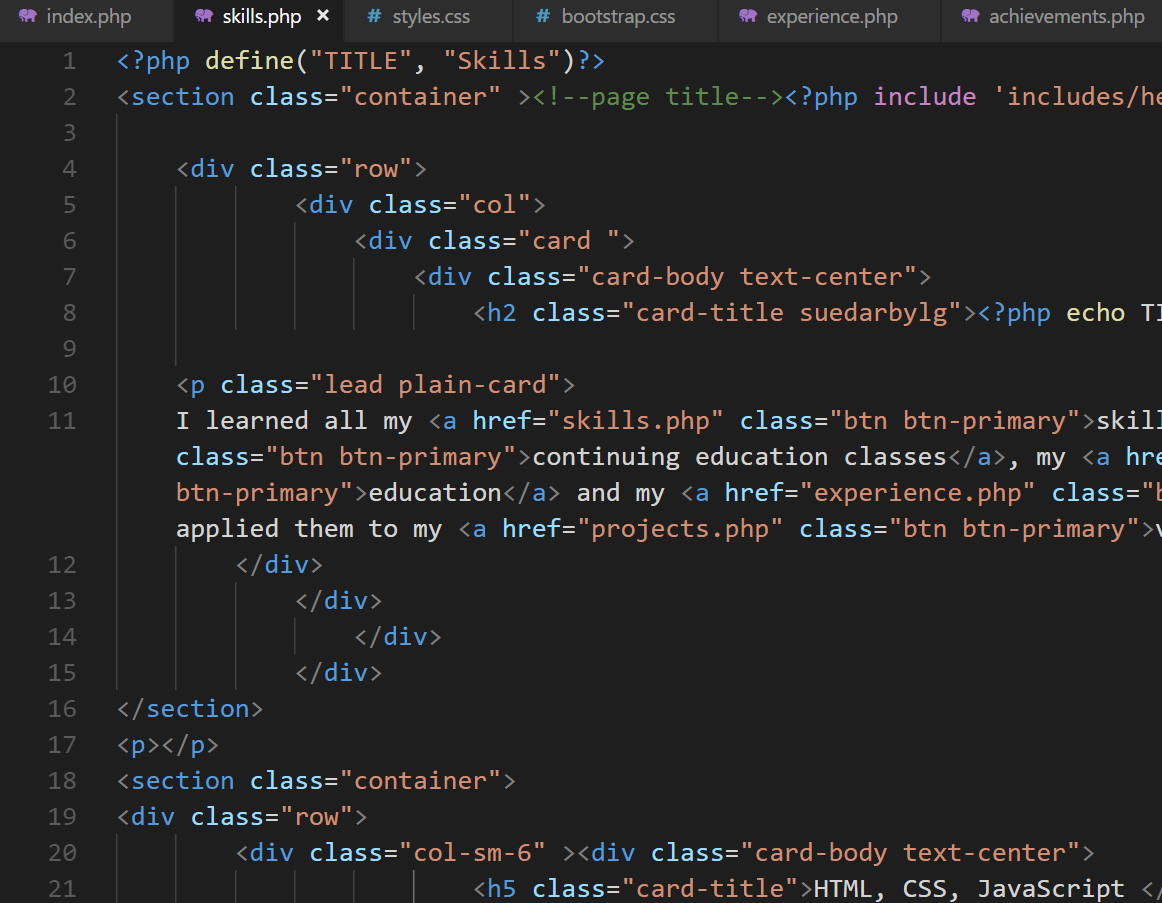 index.php skills.php × # styles.css # bootstrap.css experience.php achievements.php
1 <?php define("TITLE", "Skills")?>
2 <section class="container" ><!--page title--><?php include 'includes/he
3
4 <div class="row">
5 <div class="col">
6 <div class="card ">
7 <div class="card-body text-center">
8 <h2 class="card-title suedarbylg"><?php echo TI
9
10 <p class="lead plain-card">
11 I learned all my <a href="skills.php" class="btn btn-primary">skill
class="btn btn-primary">continuing education classes</a>, my <a hre
btn-primary">education</a> and my <a href="experience.php" class="b
applied them to my <a href="projects.php" class="btn btn-primary">
12 </div>
13 </div>
14 </div>
15 </div>
16 </section>
17 <p></p>
18 <section class="container">
19 <div class="row">
20 <div class="col-sm-6" ><div class="card-body text-center">
21 <h5 class="card-title">HTML, CSS, JavaScript </